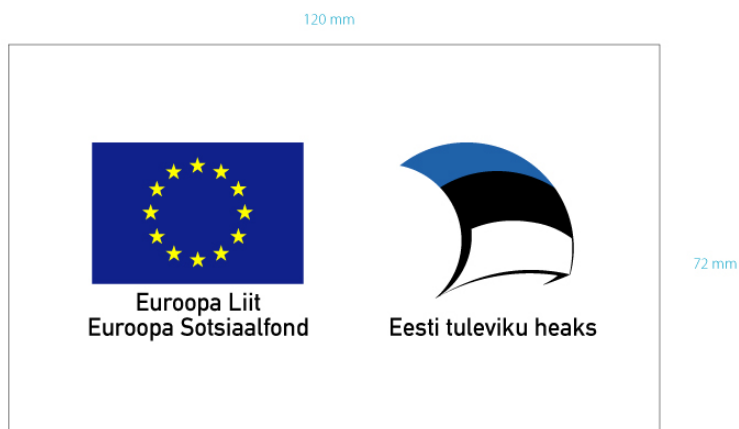 120 mm
72 mm
Euroopa Liit
Euroopa Sotsiaalfond
Eesti tuleviku heaks